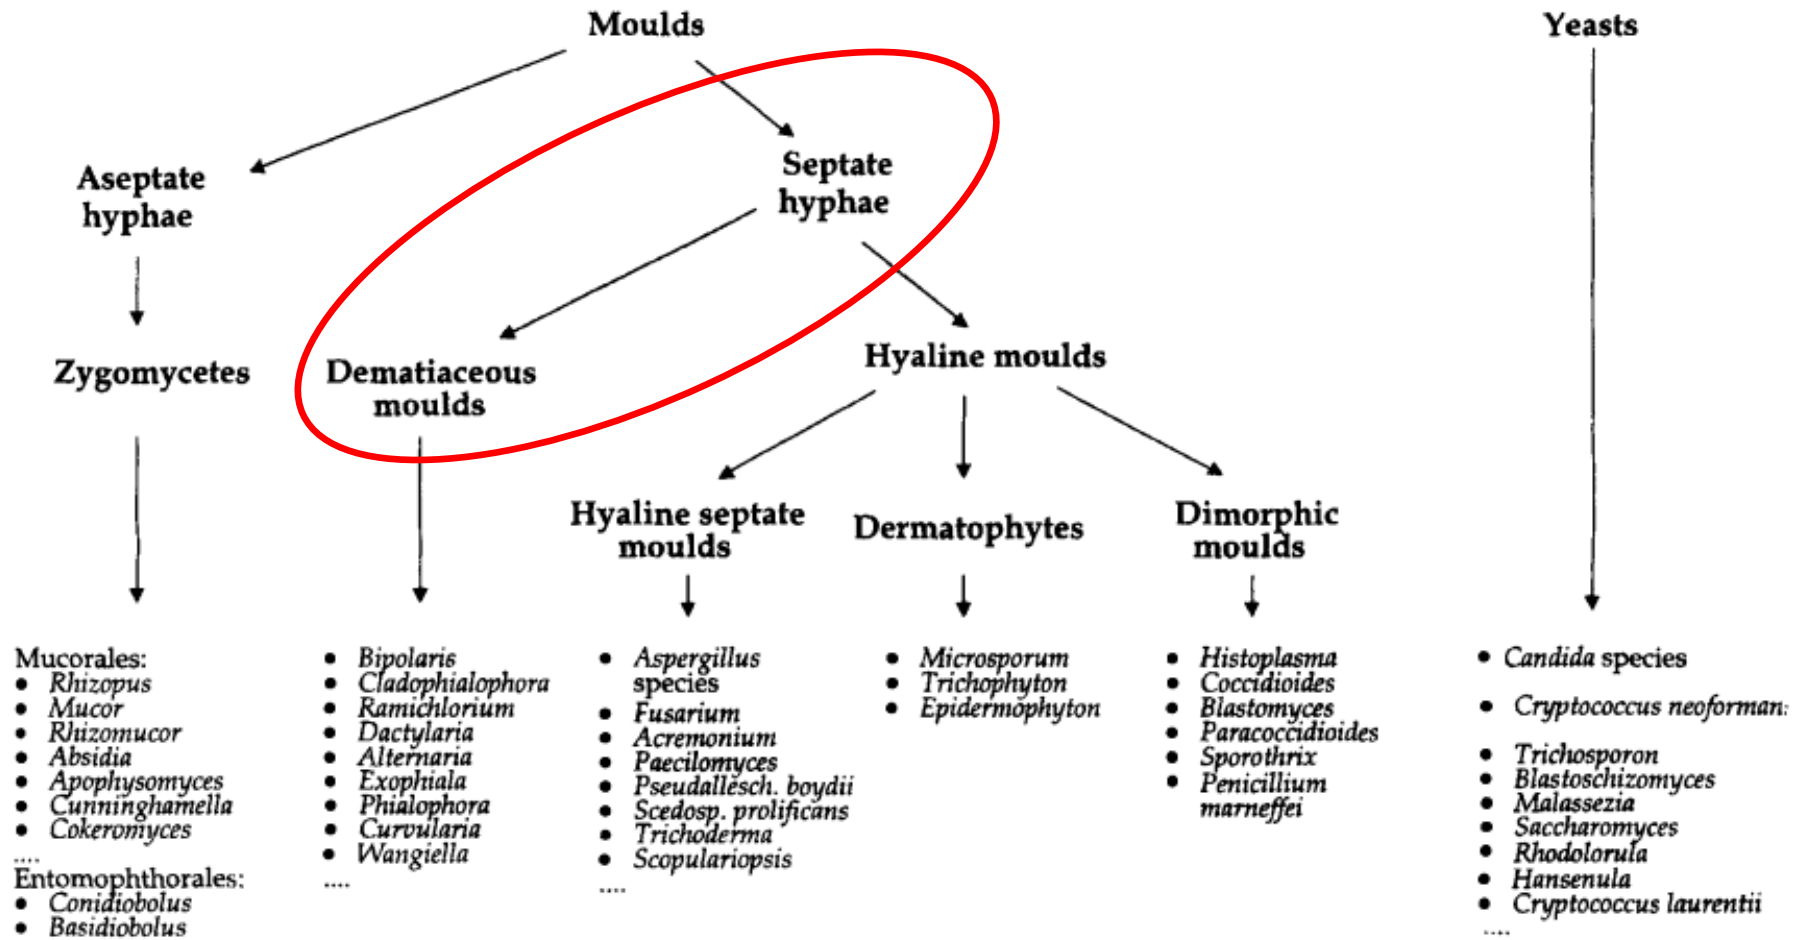 Moulds
Yeasts
Aseptate
hyphae
Septate
hyphae
Zygomycetes
Dematiaceous
moulds
Hyaline moulds
Hyaline septate
moulds
Dermatophytes
Dimorphic
moulds
Mucorales:
• Rhizopus
• Mucor
• Rhizomucor
• Absidia
• Apophysomyces
• Cunninghamella
• Cokeromyces
....
Entomophthorales:
• Conidiobolus
• Basidiobolus
• Bipolaris
• Cladophialophora
• Ramichlorium
• Dactylaria
• Alternaria
• Exophiala
• Phialophora
• Curvularia
• Wangiella
....
• Aspergillus
species
• Fusarium
• Acremonium
• Paecilomyces
• Pseudallesch. boydii
• Scedosp. prolificans
• Trichoderma
• Scopulariopsis
....
• Microsporum
• Trichophyton
• Epidermophyton
• Histoplasma
• Coccidioides
• Blastomyces
• Paracoccidioides
• Sporothrix
• Penicillium
marneffei
• Candida species
• Cryptococcus neoforman:
• Trichosporon
• Blastoschizomyces
• Malassezia
• Saccharomyces
• Rhodolorula
• Hansenula
• Cryptococcus laurentii
....